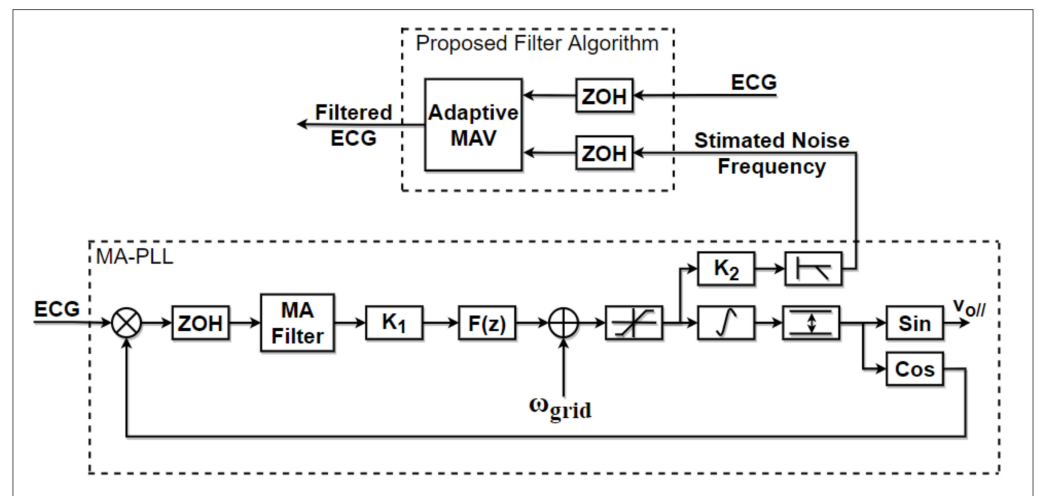 Proposed Filter Algorithm
ECG
ZOH
Adaptive
MAV
Filtered
ECG
ZOH
Stimated Noise
Frequency
MA-PLL
K2
ECG
ZOH
MA
Filter
K1
F(z)
Sin
vo//
Cos
ωgrid